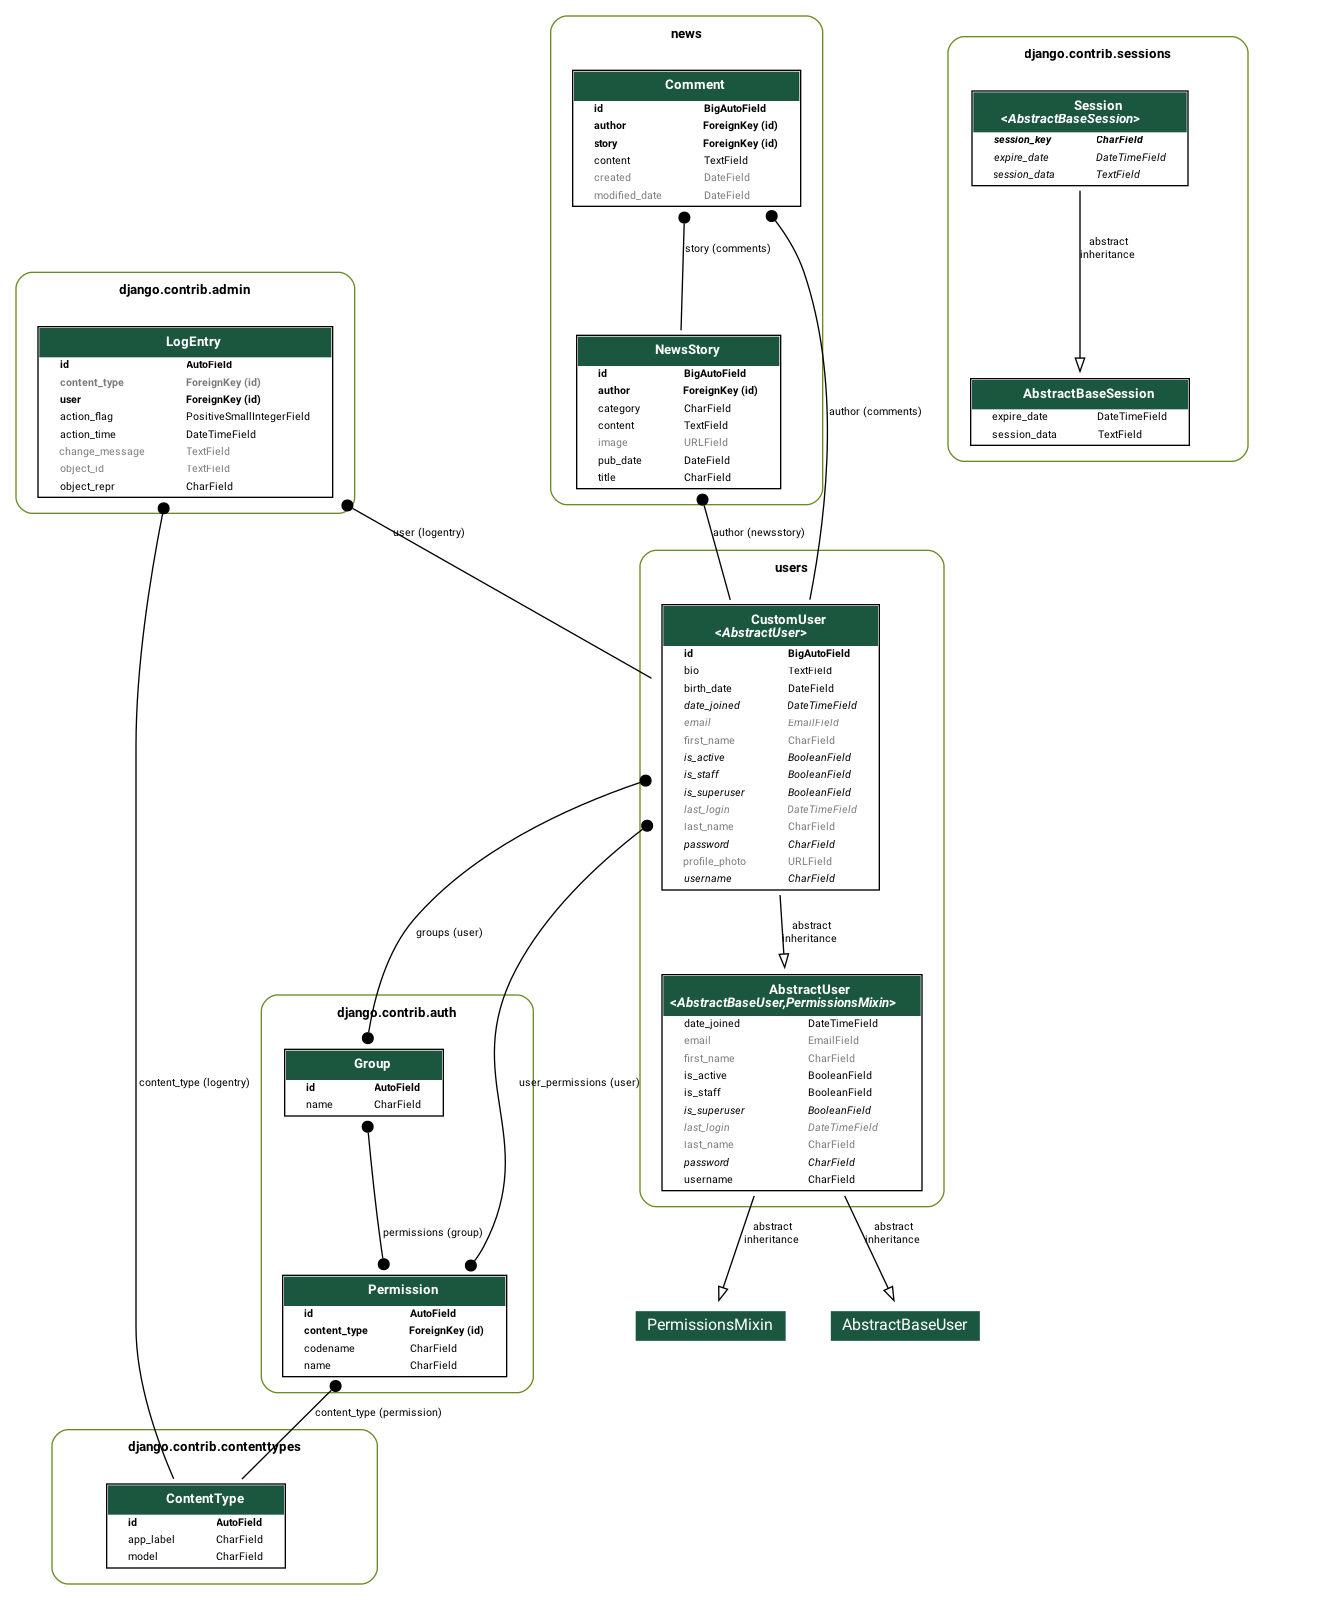 news
Comment
id BigAutoField
author ForeignKey (id)
story ForeignKey (id)
content TextField
created DateField
modified_date DateField
story (comments)
NewsStory
id BigAutoField
author ForeignKey (id)
category CharField
content TextField
image URLField
pub_date DateField
title CharField
author (comments)
author (newsstory)
django.contrib.sessions
Session
<AbstractBaseSession>
session_key CharField
expire_date DateTimeField
session_data TextField
abstract
inheritance
AbstractBaseSession
expire_date DateTimeField
session_data TextField
django.contrib.admin
LogEntry
id AutoField
content_type ForeignKey (id)
user ForeignKey (id)
action_flag PositiveSmallIntegerField
action_time DateTimeField
change_message TextField
object_id TextField
object_repr CharField
user (logentry)
users
CustomUser
<AbstractUser>
id BigAutoField
bio TextField
birth_date DateField
date_joined DateTimeField
email EmailField
first_name CharField
is_active BooleanField
is_staff BooleanField
is_superuser BooleanField
last_login DateTimeField
last_name CharField
password CharField
profile_photo URLField
username CharField
abstract
inheritance
AbstractUser
<AbstractBaseUser,PermissionsMixin>
date_joined DateTimeField
email EmailField
first_name CharField
is_active BooleanField
is_staff BooleanField
is_superuser BooleanField
last_login DateTimeField
last_name CharField
password CharField
username CharField
abstract
inheritance
abstract
inheritance
PermissionsMixin
AbstractBaseUser
groups (user)
django.contrib.auth
Group
id AutoField
name CharField
user_permissions (user)
content_type (logentry)
permissions (group)
Permission
id AutoField
content_type ForeignKey (id)
codename CharField
name CharField
content_type (permission)
django.contrib.contenttypes
ContentType
id AutoField
app_label CharField
model CharField